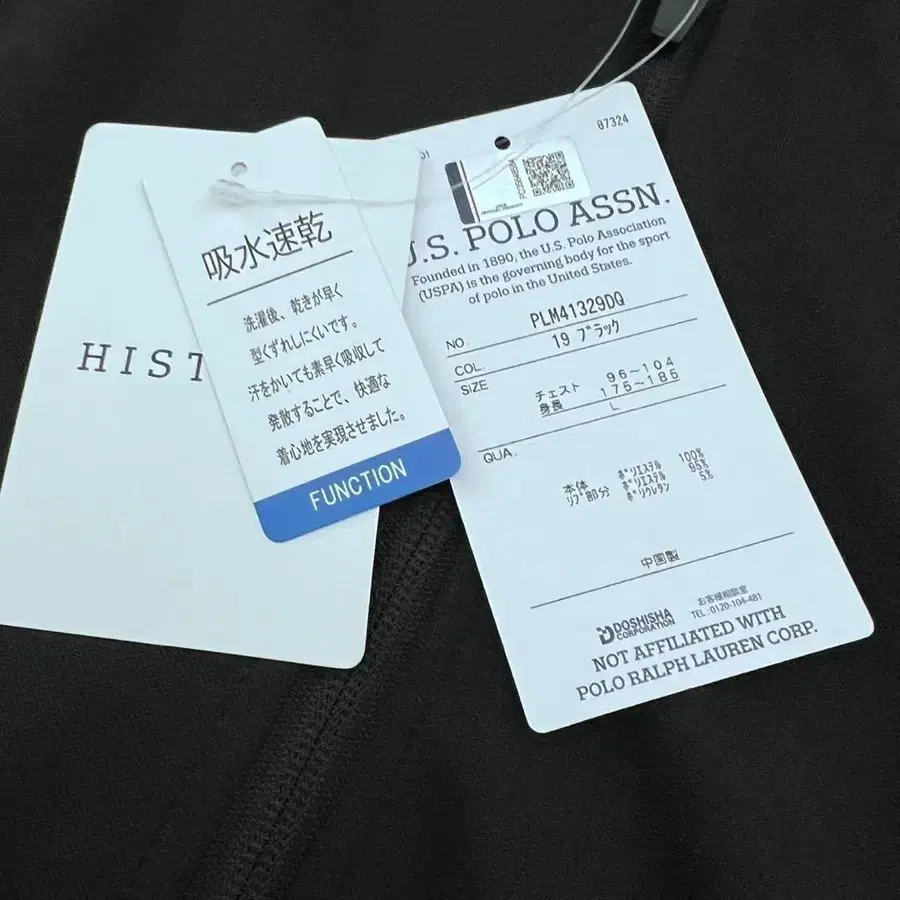 HIST
吸水速乾
洗濯後、乾きが早く
型くずれしにくいです。
汗をかいても素早く吸収して
発散することで、快適な
着心地を実現させました。
FUNCTION
01
07324
U.S. POLO ASSN.
Founded in 1890, the U.S. Polo Association
(USPA) is the governing body for the sport
of polo in the United States.
NO. PLM41329DQ
COL. 19 ブラック
SIZE チェスト 96~104
身長 175~185
L
QUA.
本体 ポリエステル 100%
リブ部分 ポリエステル 95%
ポリウレタン 5%
中国製
DOSHISHA CORPORATION
お客様相談室
TEL:0120-104-481
NOT AFFILIATED WITH
POLO RALPH LAUREN CORP.